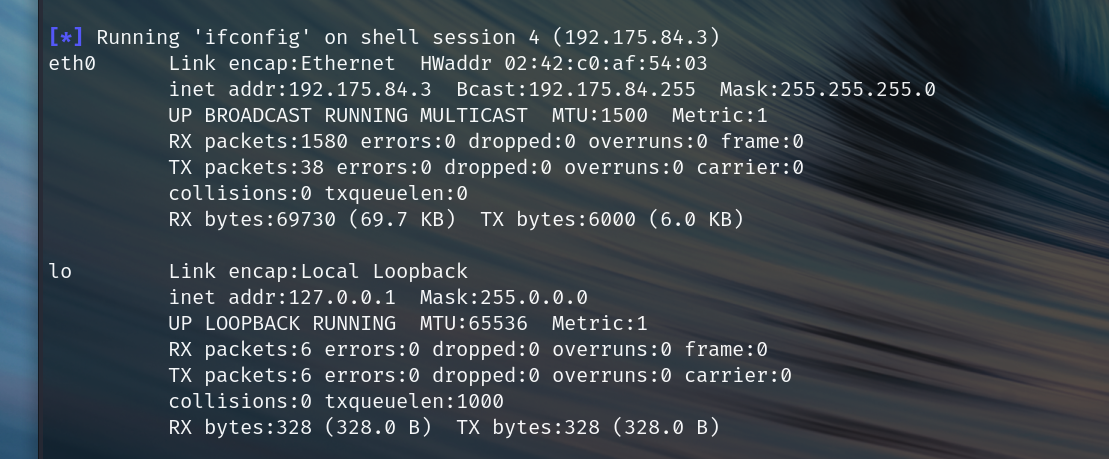 [*] Running 'ifconfig' on shell session 4 (192.175.84.3)
eth0      Link encap:Ethernet  HWaddr 02:42:c0:af:54:03
          inet addr:192.175.84.3  Bcast:192.175.84.255  Mask:255.255.255.0
          UP BROADCAST RUNNING MULTICAST  MTU:1500  Metric:1
          RX packets:1580 errors:0 dropped:0 overruns:0 frame:0
          TX packets:38 errors:0 dropped:0 overruns:0 carrier:0
          collisions:0 txqueuelen:0
          RX bytes:69730 (69.7 KB)  TX bytes:6000 (6.0 KB)

lo        Link encap:Local Loopback
          inet addr:127.0.0.1  Mask:255.0.0.0
          UP LOOPBACK RUNNING  MTU:65536  Metric:1
          RX packets:6 errors:0 dropped:0 overruns:0 frame:0
          TX packets:6 errors:0 dropped:0 overruns:0 carrier:0
          collisions:0 txqueuelen:1000
          RX bytes:328 (328.0 B)  TX bytes:328 (328.0 B)